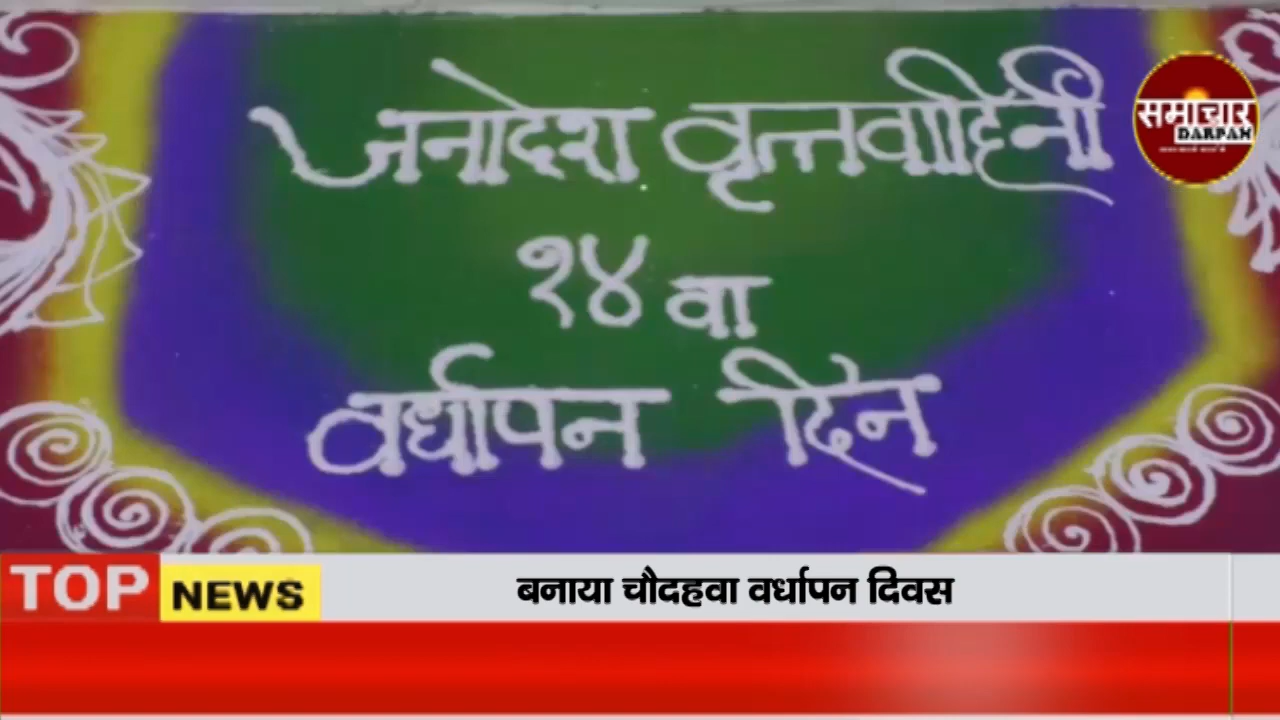 जनादेश वृत्तवाहिनी
समाचार
DARPAN
१४ वा
वर्धापन दिन
TOP NEWS
बनाया चौदहवा वर्धापन दिवस